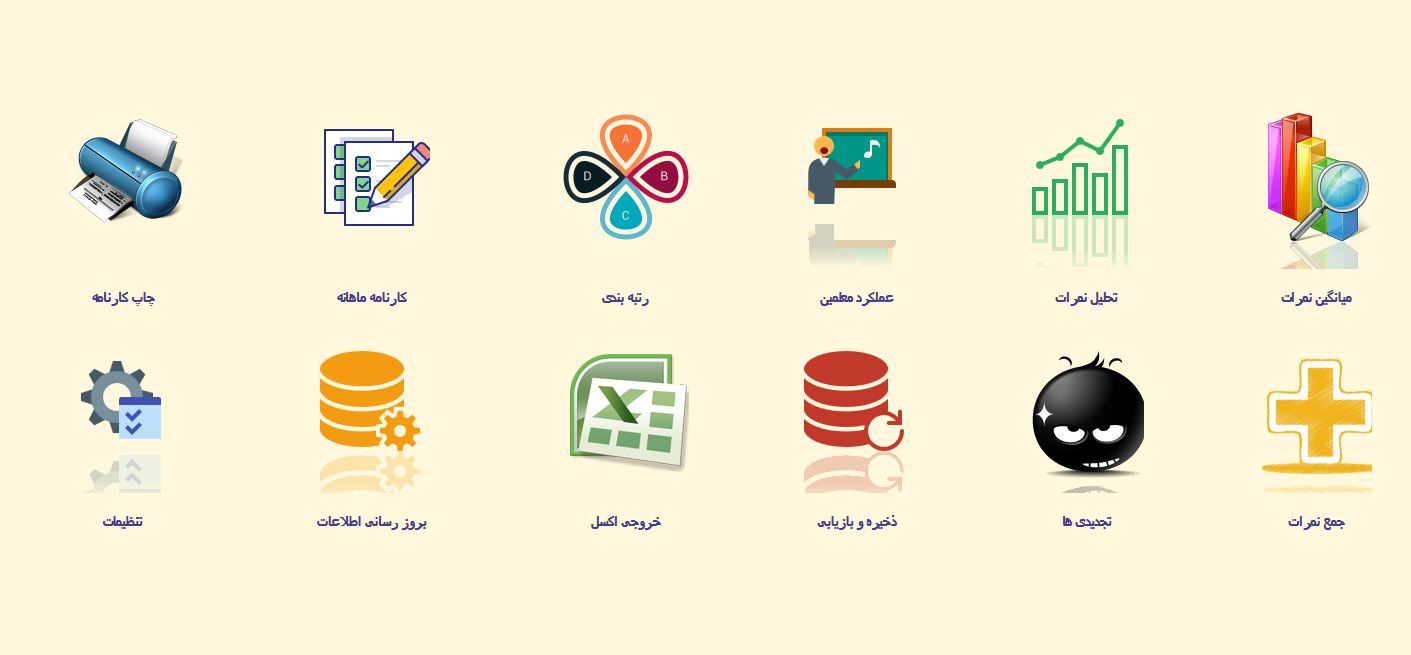 A
D
B
C
میانگین نمرات
تحلیل نمرات
عملکرد معلمین
رتبه بندی
کارنامه ماهانه
چاپ کارنامه
جمع نمرات
تجدیدی ها
ذخیره و بازیابی
خروجی اکسل
بروز رسانی اطلاعات
تنظیمات